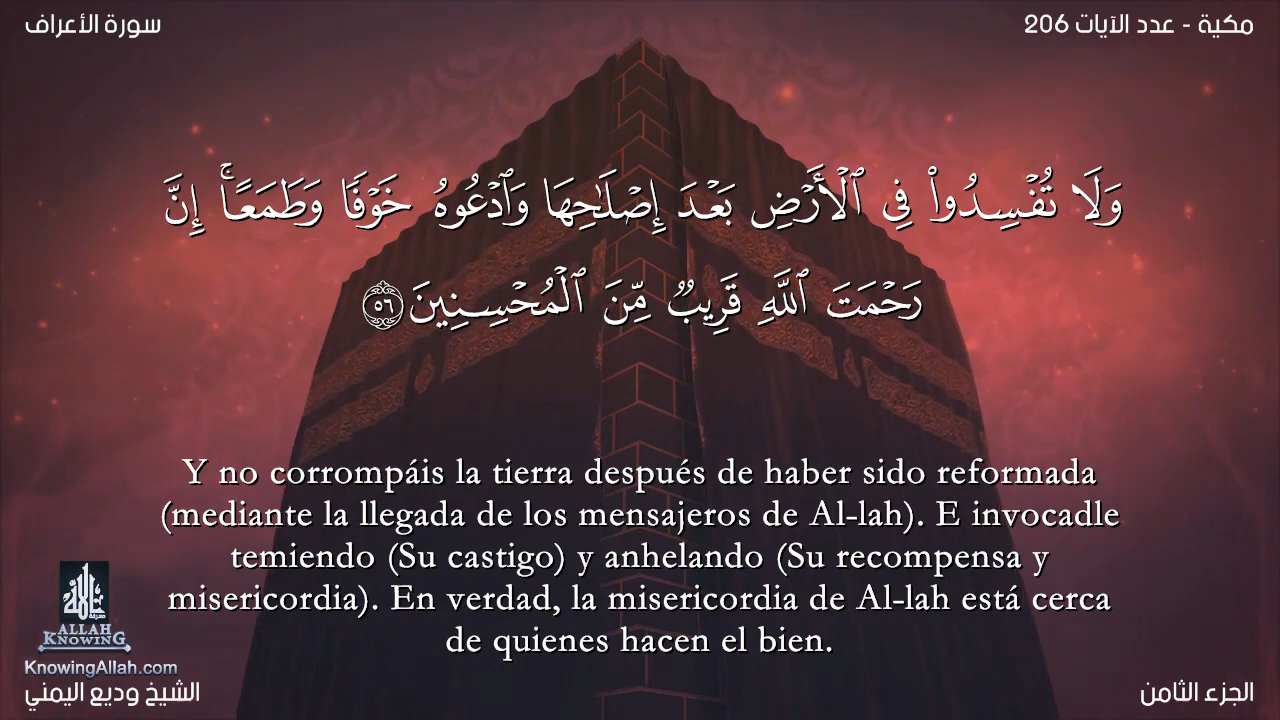 سورة الأعراف
مكية - عدد الآيات 206
وَلَا تُفْسِدُوا۟ فِى ٱلْأَرْضِ بَعْدَ إِصْلَـٰحِهَا وَٱدْعُوهُ خَوْفًا وَطَمَعًا ۚ إِنَّ
رَحْمَتَ ٱللَّهِ قَرِيبٌ مِّنَ ٱلْمُحْسِنِينَ ٥٦
Y no corrompáis la tierra después de haber sido reformada
(mediante la llegada de los mensajeros de Al-lah). E invocadle
temiendo (Su castigo) y anhelando (Su recompensa y
misericordia). En verdad, la misericordia de Al-lah está cerca
de quienes hacen el bien.
ALLAH
KNOWING
KnowingAllah.com
الشيخ وديع اليمني
الجزء الثامن